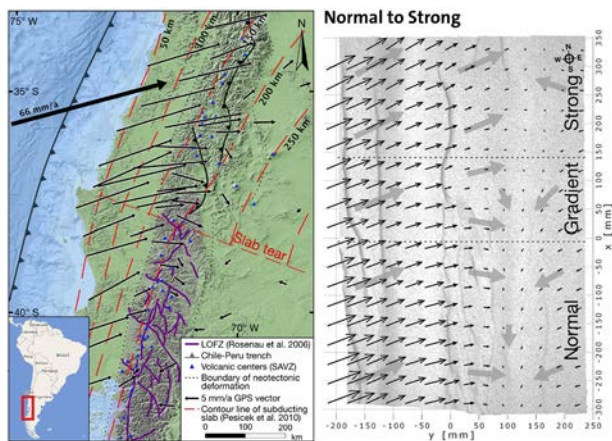 75°W
50 km
100 km
150 km
200 km
250 km
N
35°S
66 mm/a
Slab tear
40°S
70° W
LOFZ (Rosenau et al. 2006)
Chile-Peru trench
Volcanic centers (SAVZ)
Boundary of neotectonic
deformation
5 mm/a GPS vector
Contour line of subducting
slab (Pesicek et al. 2010)
0 50 100 200
km
Normal to Strong
N
W E
S
Strong
Gradient
Normal
350
300
250
200
150
100
50
0
-50
-100
-150
-200
-250
-300
x [mm]
-200 -150 -100 -50 0 50 100 150 200
y [mm]